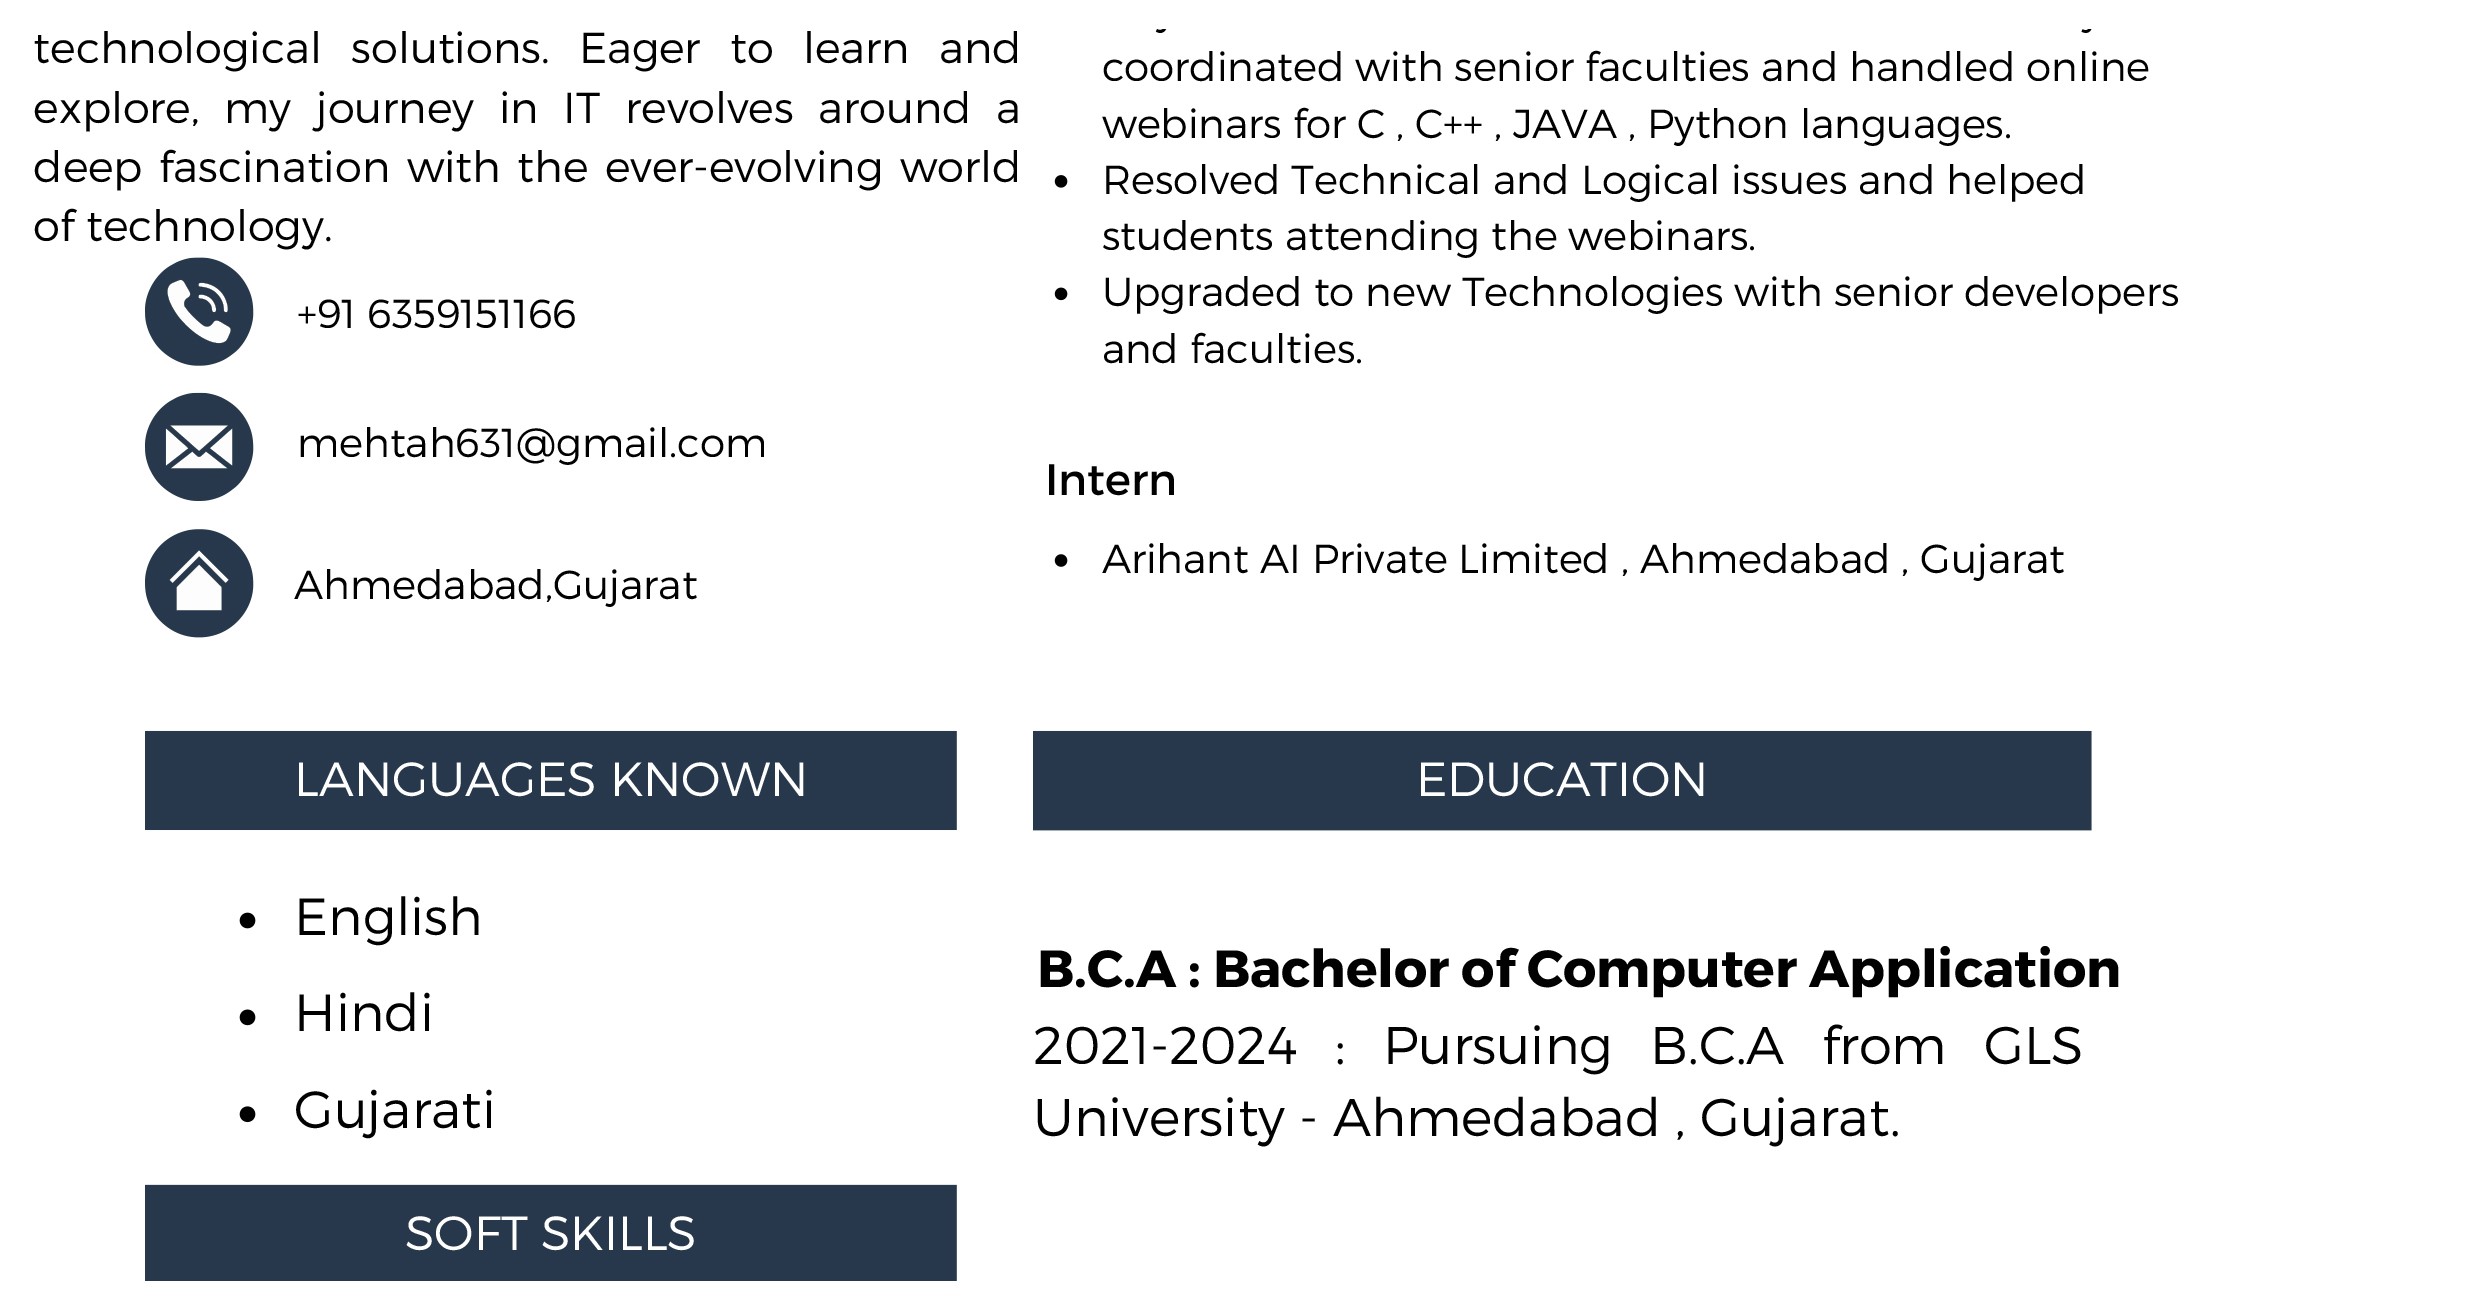 technological solutions. Eager to learn and
explore, my journey in IT revolves around a
deep fascination with the ever-evolving world
of technology.
+91 6359151166
mehtah631@gmail.com
Ahmedabad,Gujarat
LANGUAGES KNOWN
• English
• Hindi
• Gujarati
SOFT SKILLS
coordinated with senior faculties and handled online
webinars for C , C++ , JAVA , Python languages.
• Resolved Technical and Logical issues and helped
students attending the webinars.
• Upgraded to new Technologies with senior developers
and faculties.
Intern
• Arihant AI Private Limited , Ahmedabad , Gujarat
EDUCATION
B.C.A : Bachelor of Computer Application
2021-2024 : Pursuing B.C.A from GLS
University - Ahmedabad , Gujarat.